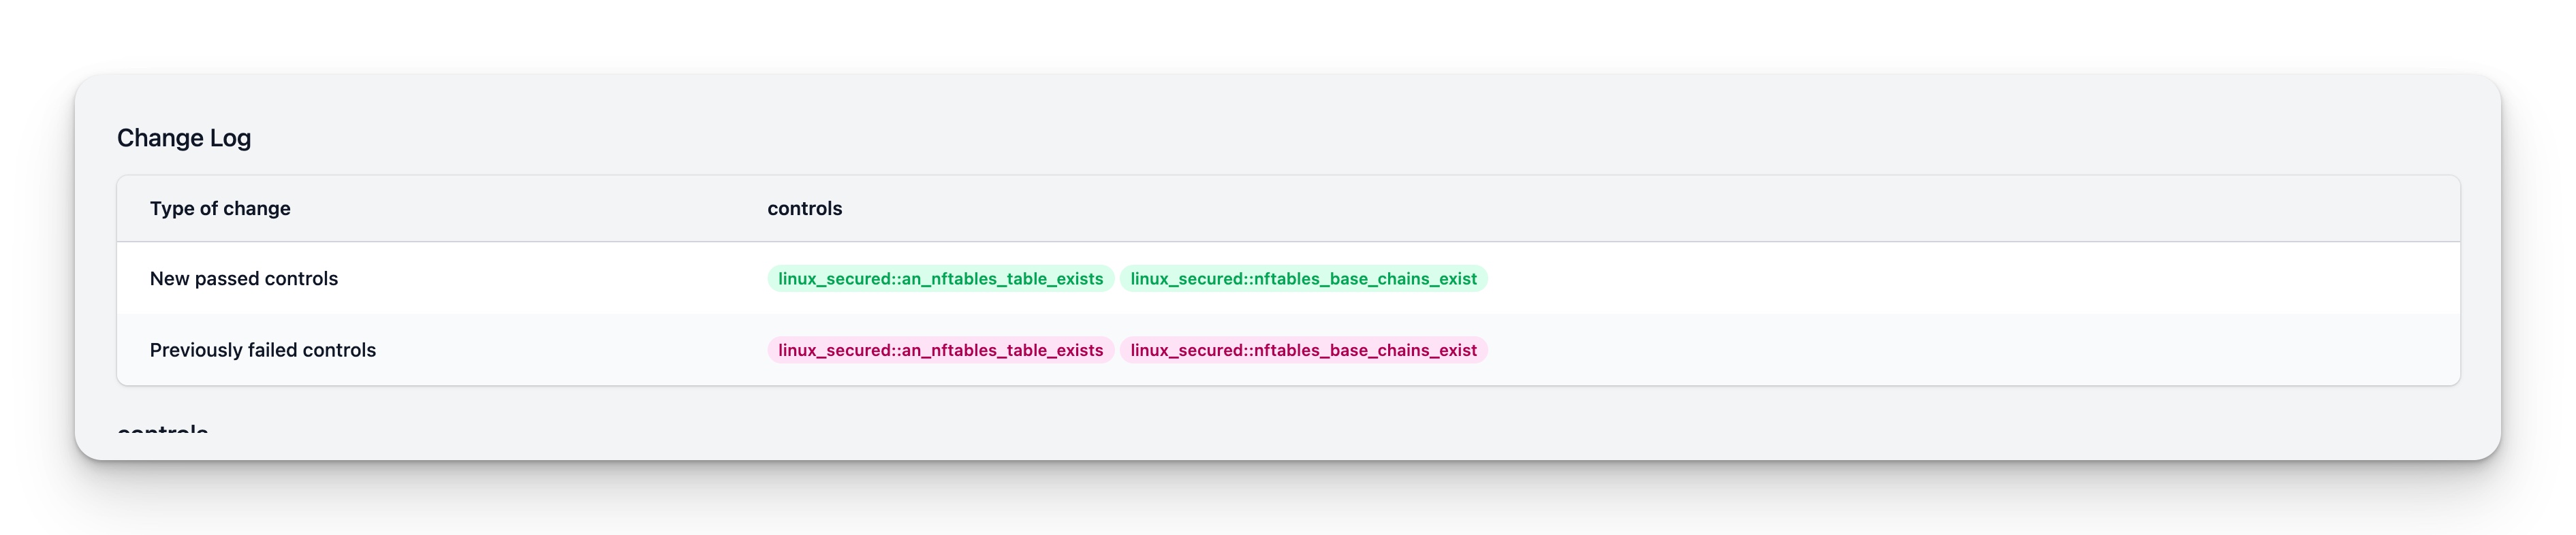 Change Log
Type of change controls
New passed controls linux_secured::an_nftables_table_exists linux_secured::nftables_base_chains_exist
Previously failed controls linux_secured::an_nftables_table_exists linux_secured::nftables_base_chains_exist
controls